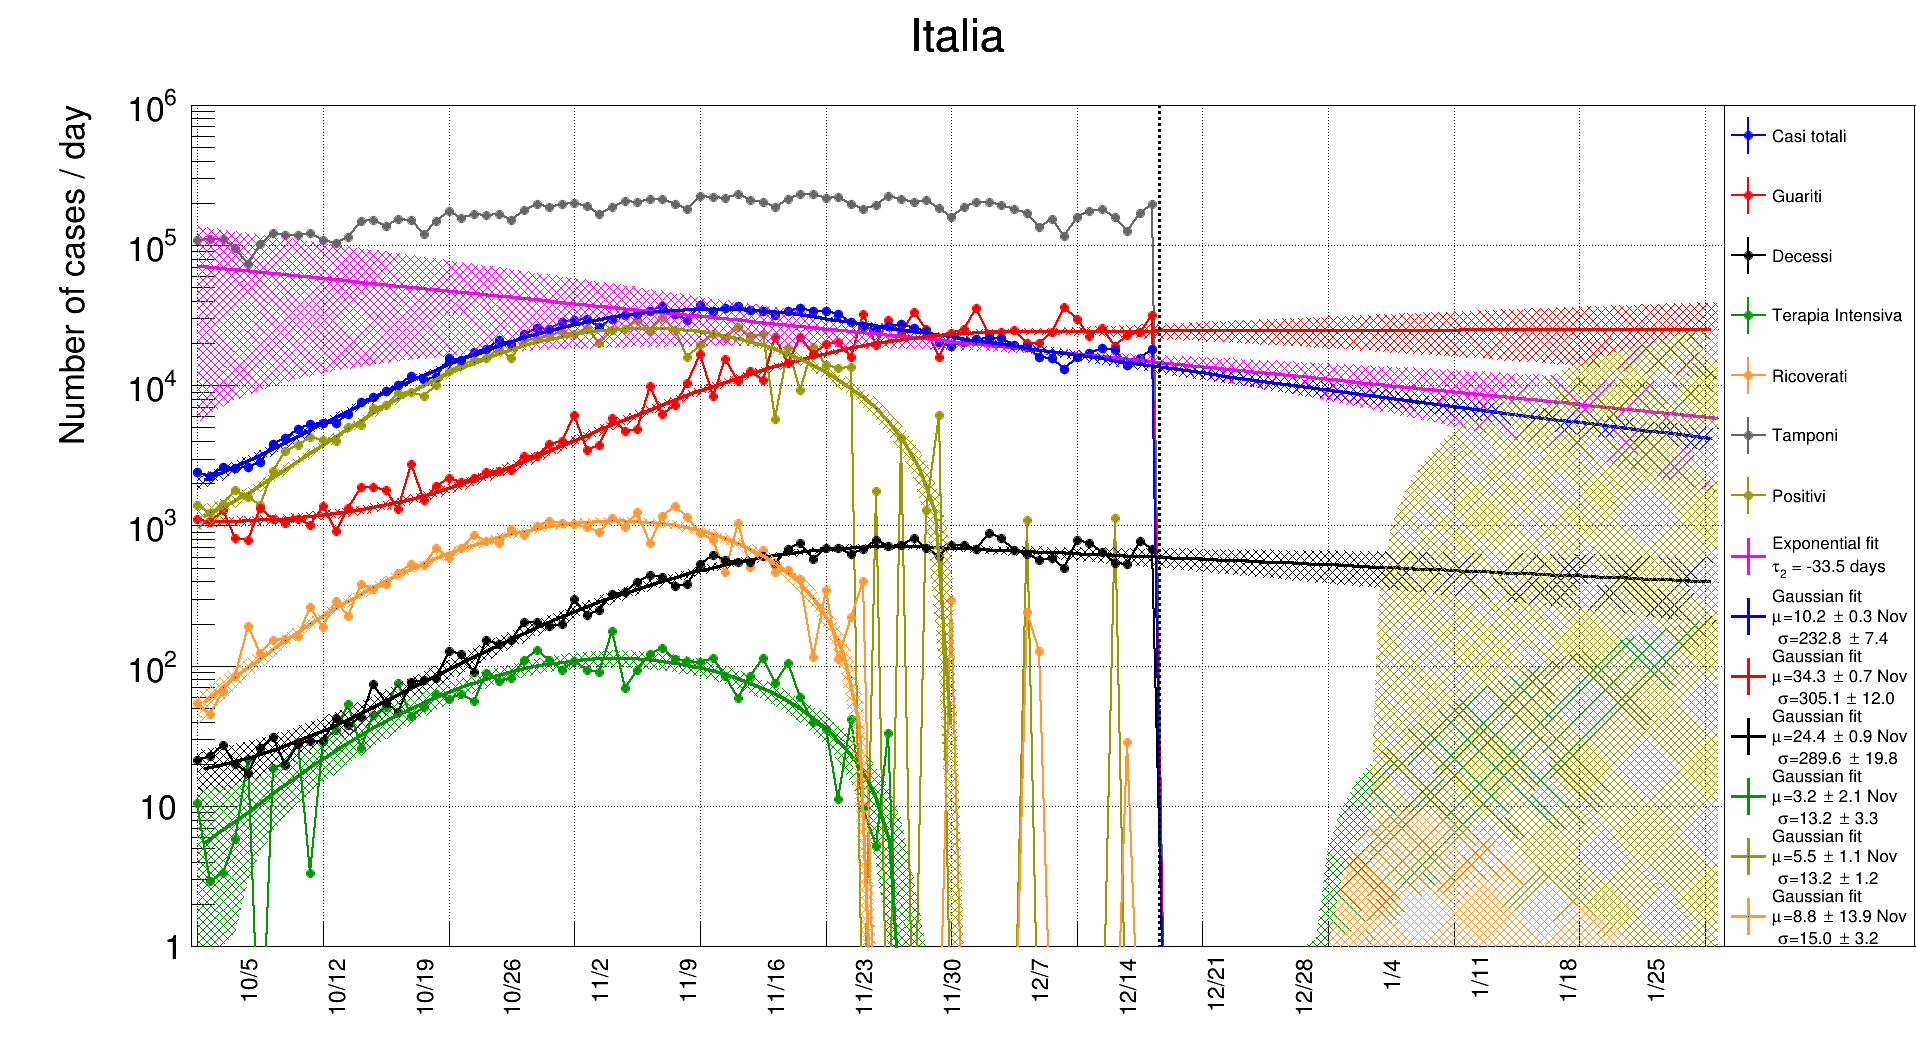 Italia
Number of cases / day
10^6
10^5
10^4
10^3
10^2
10
1
10/5
10/12
10/19
10/26
11/2
11/9
11/16
11/23
11/30
12/7
12/14
12/21
12/28
1/4
1/11
1/18
1/25
Casi totali
Guariti
Decessi
Terapia Intensiva
Ricoverati
Tamponi
Positivi
Exponential fit
τ_2 = -33.5 days
Gaussian fit
μ=10.2 ± 0.3 Nov
σ=232.8 ± 7.4
Gaussian fit
μ=34.3 ± 0.7 Nov
σ=305.1 ± 12.0
Gaussian fit
μ=24.4 ± 0.9 Nov
σ=289.6 ± 19.8
Gaussian fit
μ=3.2 ± 2.1 Nov
σ=13.2 ± 3.3
Gaussian fit
μ=5.5 ± 1.1 Nov
σ=13.2 ± 1.2
Gaussian fit
μ=8.8 ± 13.9 Nov
σ=15.0 ± 3.2